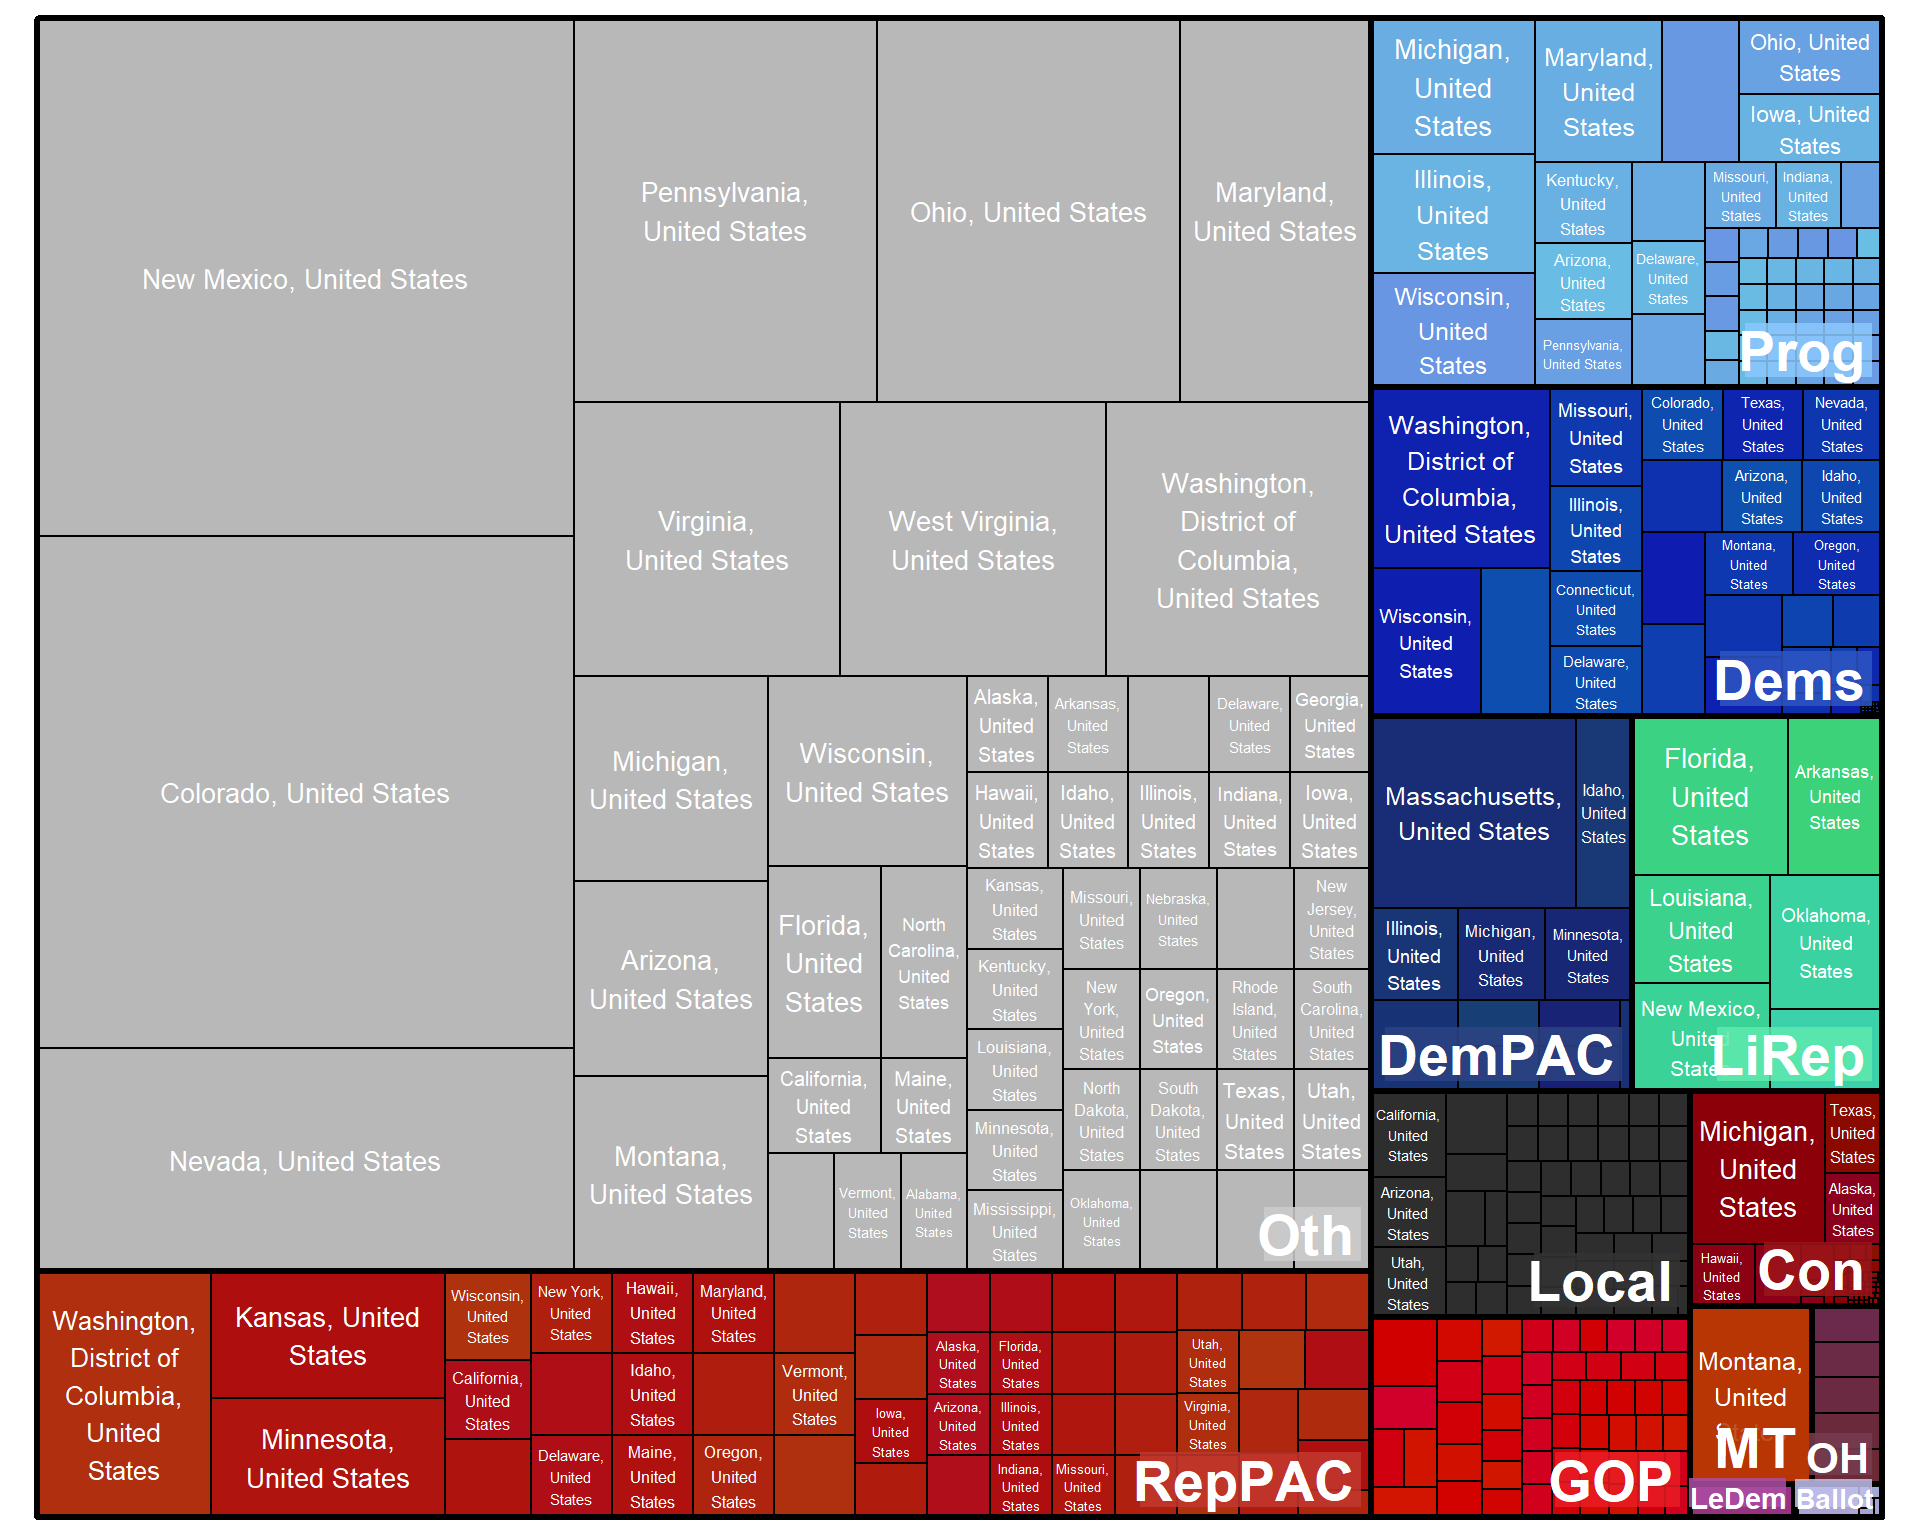 New Mexico, United States
Colorado, United States
Nevada, United States
Pennsylvania,
United States
Ohio, United States
Maryland,
United States
Virginia,
United States
West Virginia,
United States
Washington,
District of
Columbia,
United States
Michigan,
United States
Arizona,
United States
Montana,
United States
Wisconsin,
United States
Florida,
United
States
North
Carolina,
United
States
California,
United
States
Maine,
United
States
Vermont,
United
States
Alabama,
United
States
Alaska,
United
States
Arkansas,
United
States
Delaware,
United
States
Georgia,
United
States
Hawaii,
United
States
Idaho,
United
States
Illinois,
United
States
Indiana,
United
States
Iowa,
United
States
Kansas,
United
States
Kentucky,
United
States
Louisiana,
United
States
Minnesota,
United
States
Mississippi,
United
States
Missouri,
United
States
Nebraska,
United
States
New
Jersey,
United
States
New
York,
United
States
Oregon,
United
States
Rhode
Island,
United
States
South
Carolina,
United
States
North
Dakota,
United
States
South
Dakota,
United
States
Texas,
United
States
Utah,
United
States
Oklahoma,
United
States
Oth
Washington,
District of
Columbia,
United
States
Kansas, United
States
Minnesota,
United States
Wisconsin,
United
States
California,
United
States
New York,
United
States
Delaware,
United
States
Hawaii,
United
States
Idaho,
United
States
Maine,
United
States
Maryland,
United
States
Oregon,
United
States
Vermont,
United
States
Iowa,
United
States
Alaska,
United
States
Arizona,
United
States
Florida,
United
States
Illinois,
United
States
Indiana,
United
States
Missouri,
United
States
Utah,
United
States
Virginia,
United
States
RepPAC
Michigan,
United
States
Illinois,
United
States
Wisconsin,
United
States
Maryland,
United
States
Ohio, United
States
Iowa, United
States
Kentucky,
United
States
Arizona,
United
States
Pennsylvania,
United States
Delaware,
United
States
Missouri,
United
States
Indiana,
United
States
Prog
Washington,
District of
Columbia,
United States
Wisconsin,
United
States
Missouri,
United
States
Illinois,
United
States
Connecticut,
United
States
Delaware,
United
States
Colorado,
United
States
Texas,
United
States
Nevada,
United
States
Arizona,
United
States
Idaho,
United
States
Montana,
United
States
Oregon,
United
States
Dems
Massachusetts,
United States
Idaho,
United
States
Illinois,
United
States
Michigan,
United
States
Minnesota,
United
States
DemPAC
Florida,
United
States
Arkansas,
United
States
Louisiana,
United
States
Oklahoma,
United
States
New Mexico,
United
States
LiRep
California,
United
States
Arizona,
United
States
Utah,
United
States
Local
Michigan,
United
States
Texas,
United
States
Alaska,
United
States
Hawaii,
United
States
Con
GOP
Montana,
United
States
MT
OH
LeDem
Ballot